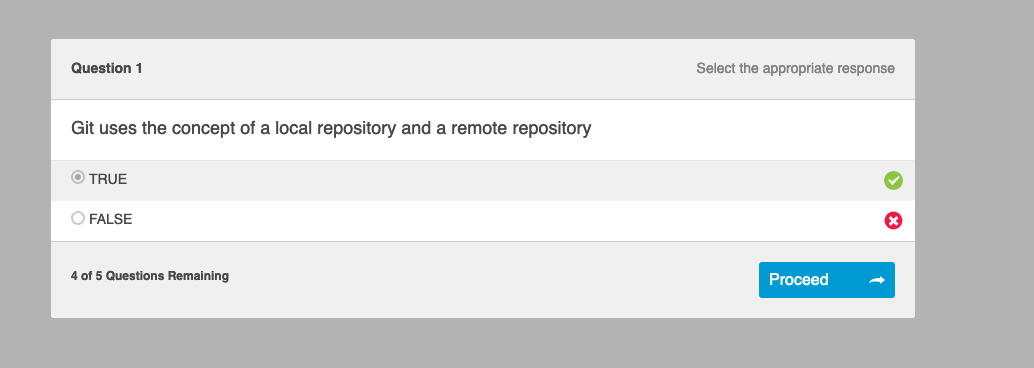 Question 1
Select the appropriate response
Git uses the concept of a local repository and a remote repository
TRUE
FALSE
4 of 5 Questions Remaining
Proceed